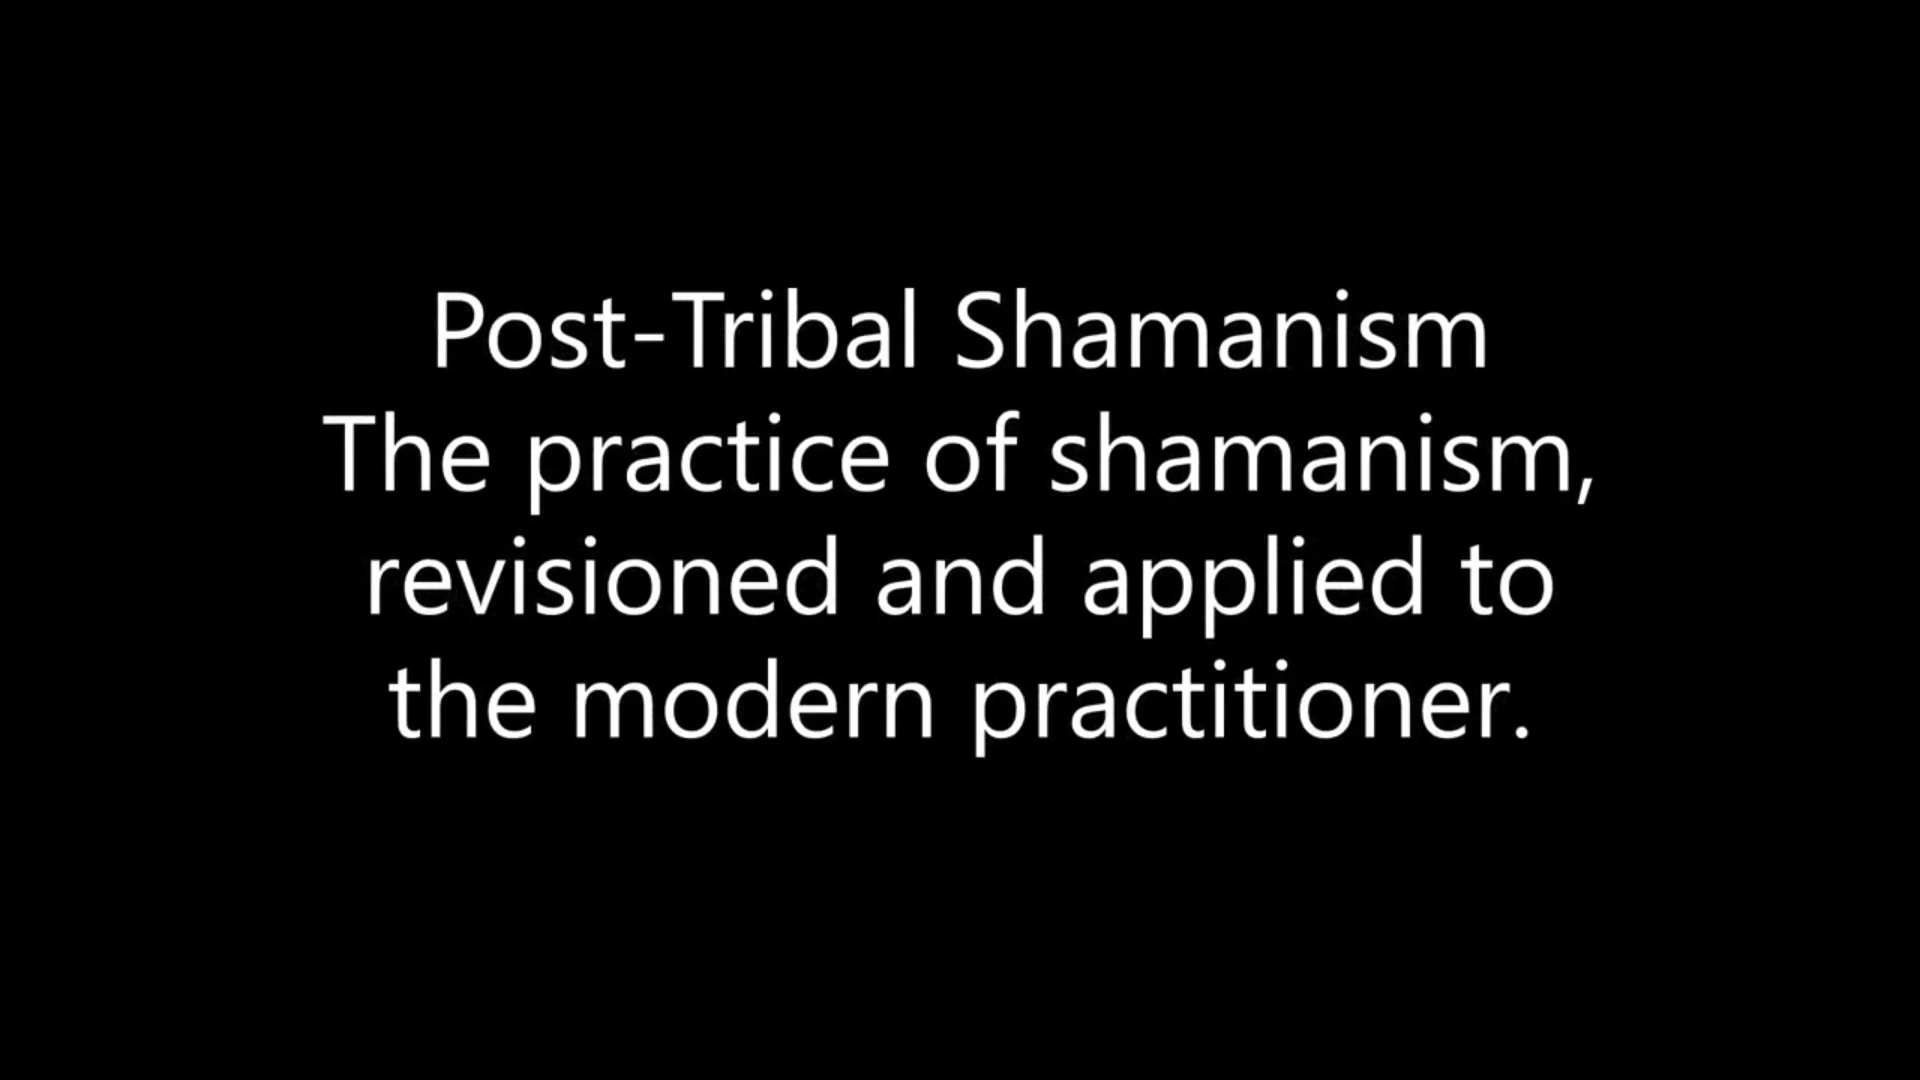 Post-Tribal Shamanism
The practice of shamanism,
revisioned and applied to
the modern practitioner.